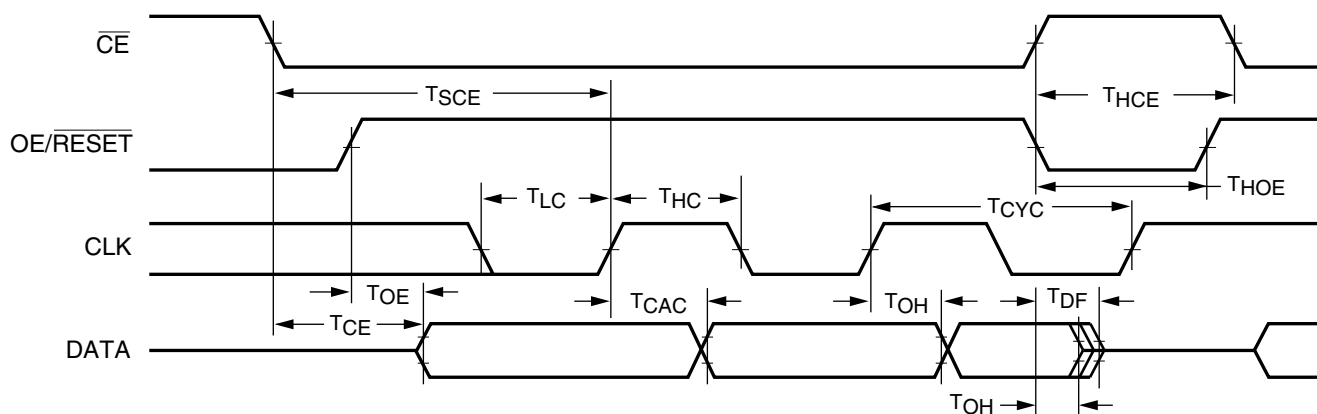 CE
TSCE
THCE
OE/RESET
THOE
TLC
THC
TCYC
CLK
TOE
TCAC
TOH
TDF
TCE
DATA
TOH